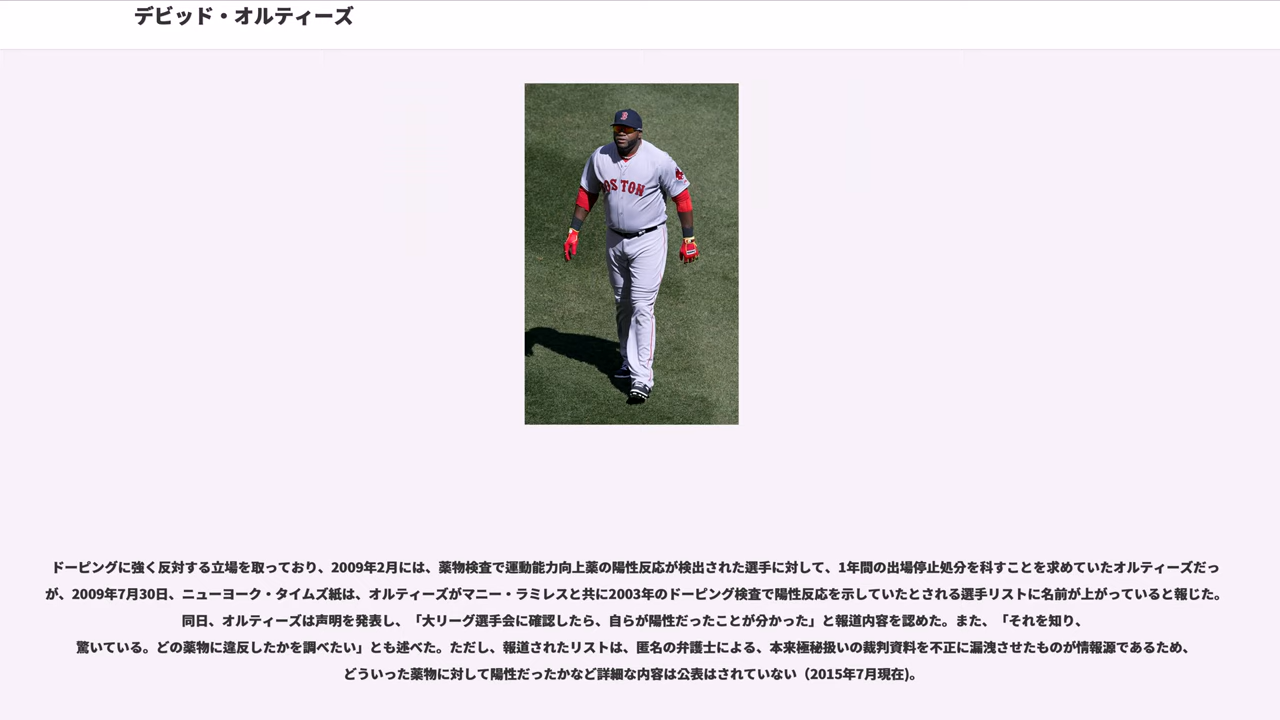 デビッド・オルティーズ
B
BOSTON
ドーピングに強く反対する立場を取っており、2009年2月には、薬物検査で運動能力向上薬の陽性反応が検出された選手に対して、1年間の出場停止処分を科すことを求めていたオルティーズだっ
が、2009年7月30日、ニューヨーク・タイムズ紙は、オルティーズがマニー・ラミレスと共に2003年のドーピング検査で陽性反応を示していたとされる選手リストに名前が上がっていると報じた。
同日、オルティーズは声明を発表し、「大リーグ選手会に確認したら、自らが陽性だったことが分かった」と報道内容を認めた。また、「それを知り、
驚いている。どの薬物に違反したかを調べたい」とも述べた。ただし、報道されたリストは、匿名の弁護士による、本来極秘扱いの裁判資料を不正に漏洩させたものが情報源であるため、
どういった薬物に対して陽性だったかなど詳細な内容は公表はされていない（2015年7月現在)。